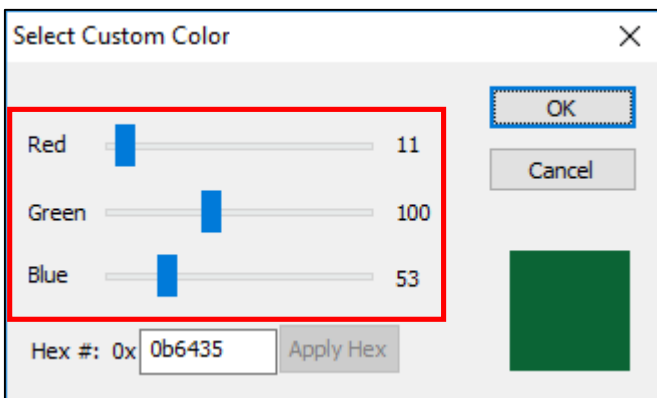 Select Custom Color
OK
Red 11
Cancel
Green 100
Blue 53
Hex #: 0x 0b6435 Apply Hex